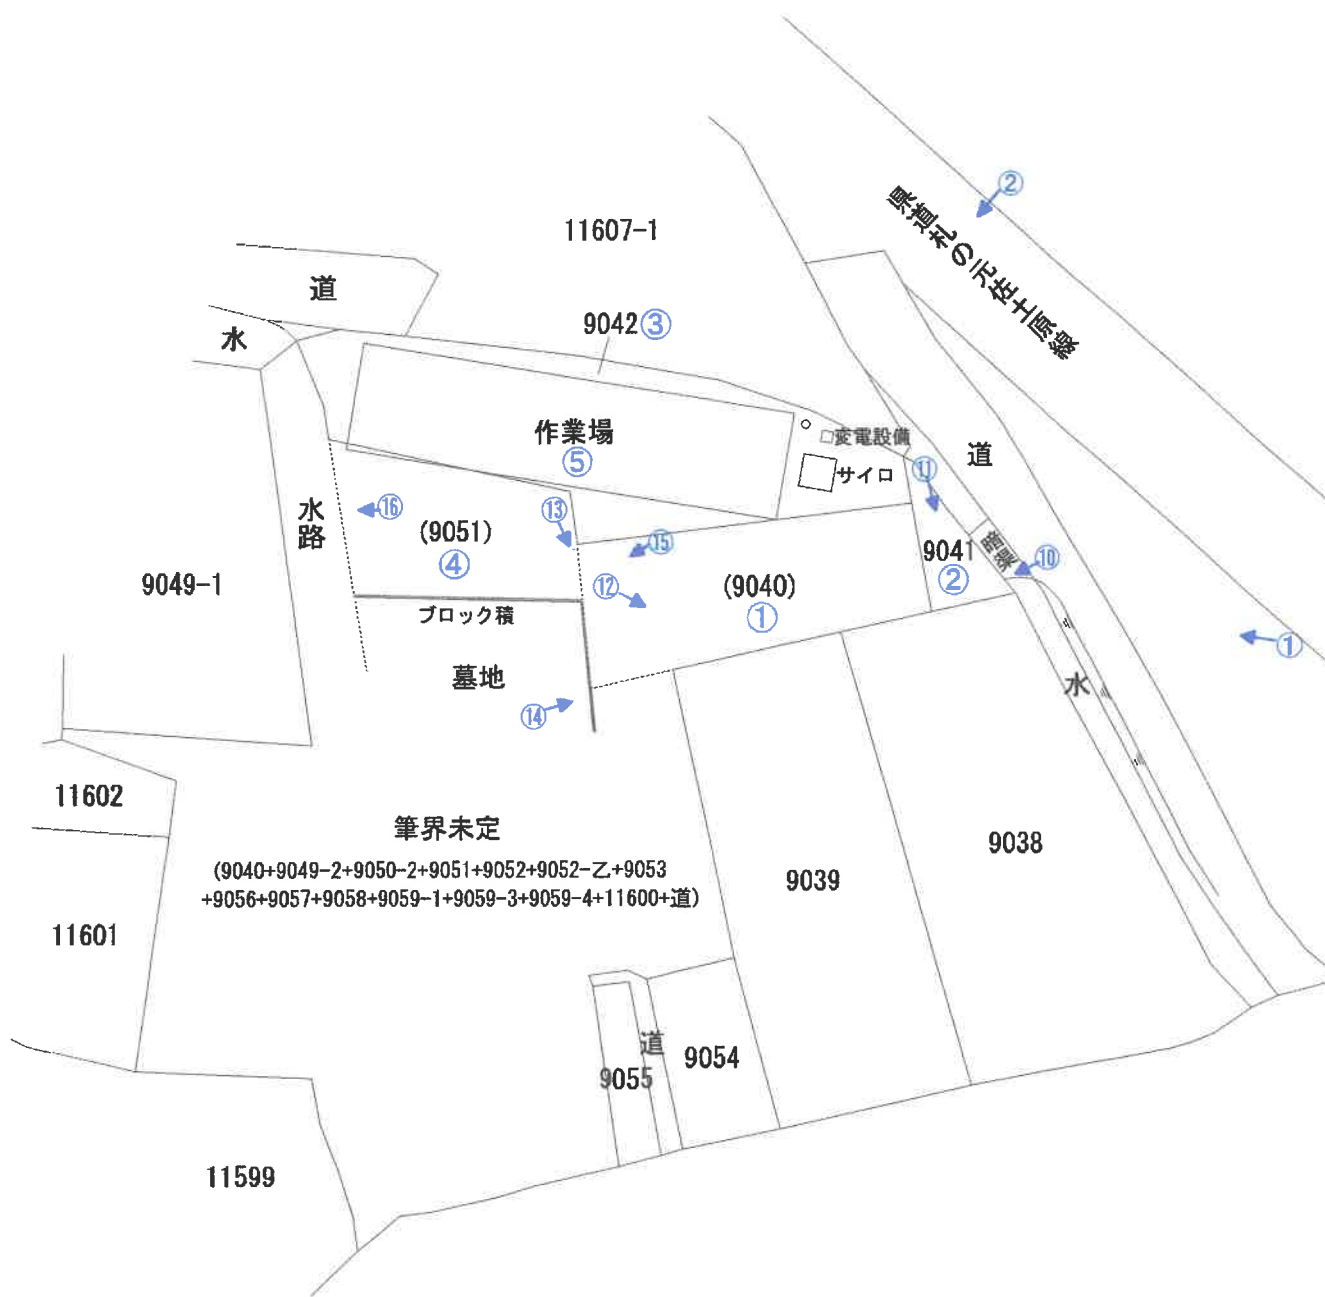 ②
県道札の元佐土原線
11607-1
道
水
9042 ③
作業場
⑤
変電設備
サイロ
道
⑪
水路
⑯
⑬
(9051)
④
⑮
9041
②
暗渠
⑩
9049-1
⑫
(9040)
①
ブロック積
①
墓地
⑭
水
11602
筆界未定
(9040+9049-2+9050-2+9051+9052+9052-乙+9053
+9056+9057+9058+9059-1+9059-3+9059-4+11600+道)
9039
9038
11601
道
9054
9055
11599